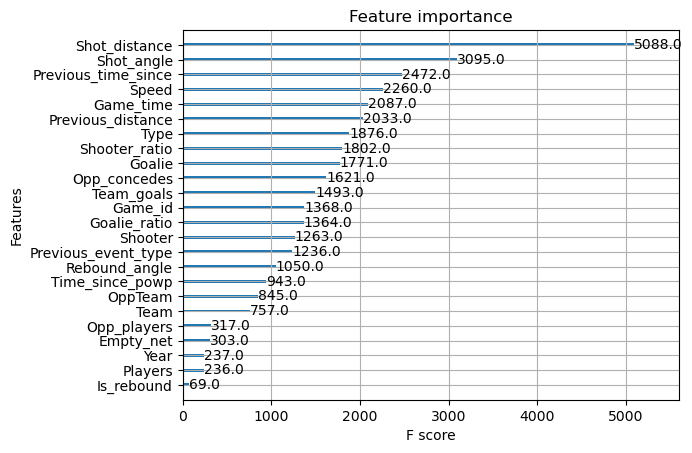 Feature importance
Shot_distance 5088.0
Shot_angle 3095.0
Previous_time_since 2472.0
Speed 2260.0
Game_time 2087.0
Previous_distance 2033.0
Type 1876.0
Shooter_ratio 1802.0
Goalie 1771.0
Opp_concedes 1621.0
Team_goals 1493.0
Game_id 1368.0
Goalie_ratio 1364.0
Shooter 1263.0
Previous_event_type 1236.0
Rebound_angle 1050.0
Time_since_powp 943.0
OppTeam 845.0
Team 757.0
Opp_players 317.0
Empty_net 303.0
Year 237.0
Players 236.0
Is_rebound 69.0
Features
0 1000 2000 3000 4000 5000
F score